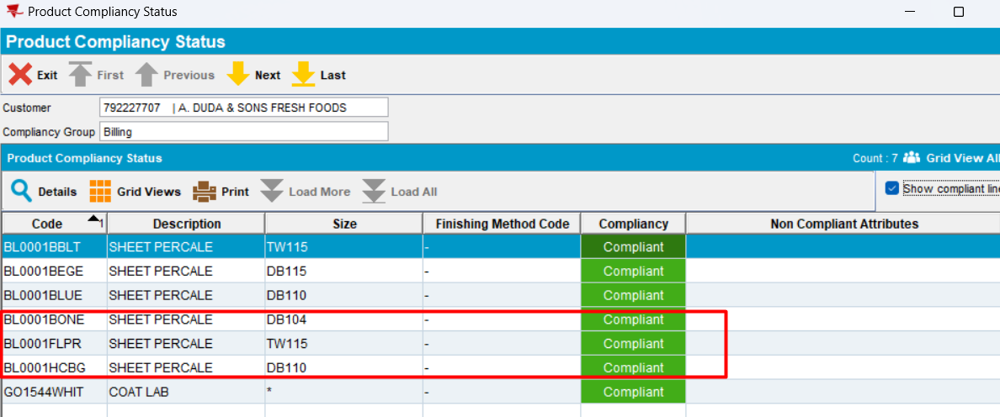 Product Compliancy Status
Product Compliancy Status
Exit First Previous Next Last
Customer 792227707 | A. DUDA & SONS FRESH FOODS
Compliancy Group Billing
Product Compliancy Status Count : 7 Grid View All
Details Grid Views Print Load More Load All Show compliant line
Code 1 Description Size Finishing Method Code Compliancy Non Compliant Attributes
BL0001BBLT SHEET PERCALE TW115 - Compliant
BL0001BEGE SHEET PERCALE DB115 - Compliant
BL0001BLUE SHEET PERCALE DB110 - Compliant
BL0001BONE SHEET PERCALE DB104 - Compliant
BL0001FLPR SHEET PERCALE TW115 - Compliant
BL0001HCBG SHEET PERCALE DB110 - Compliant
GO1544WHIT COAT LAB * - Compliant